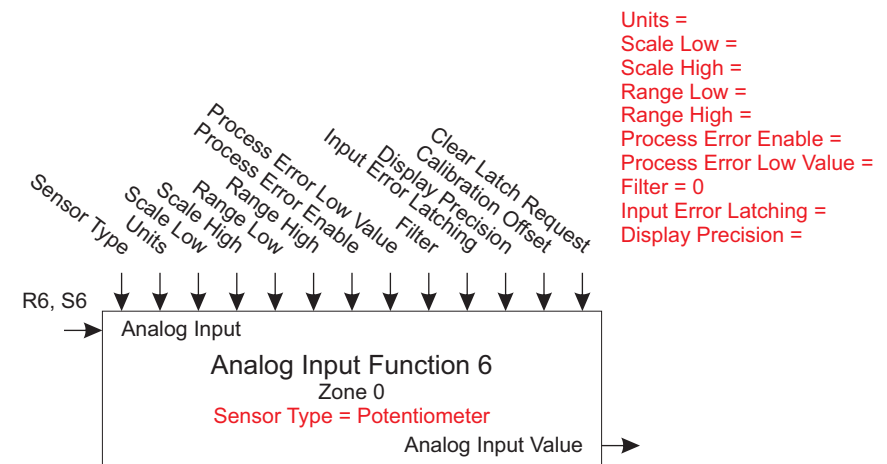 Units =
Scale Low =
Scale High =
Range Low =
Range High =
Process Error Enable =
Process Error Low Value =
Filter = 0
Input Error Latching =
Display Precision =
Sensor Type
Units
Scale Low
Scale High
Range Low
Range High
Process Error Enable
Process Error Low Value
Filter
Input Error Latching
Display Precision
Calibration Offset
Clear Latch Request
R6, S6
Analog Input
Analog Input Function 6
Zone 0
Sensor Type = Potentiometer
Analog Input Value